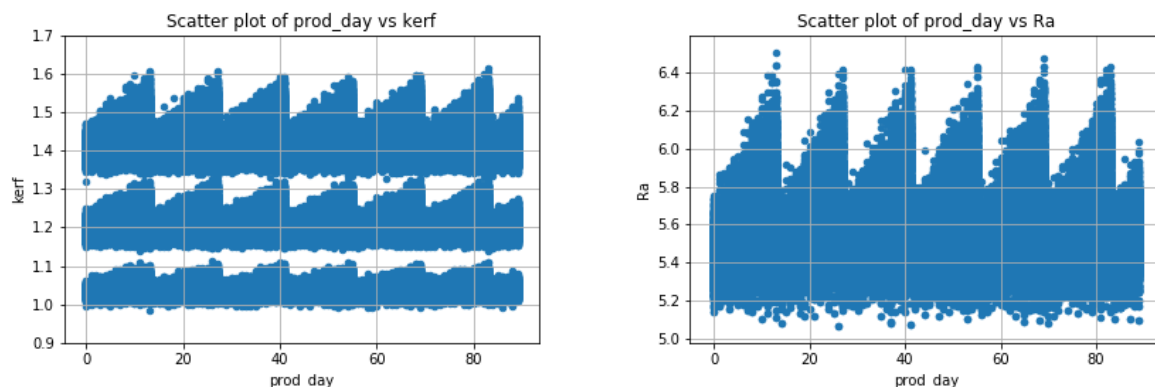 Scatter plot of prod_day vs kerf
1.7
1.6
1.5
1.4
1.3
1.2
1.1
1.0
0.9
kerf
0 20 40 60 80
prod_day
Scatter plot of prod_day vs Ra
6.4
6.2
6.0
5.8
5.6
5.4
5.2
5.0
Ra
0 20 40 60 80
prod_day